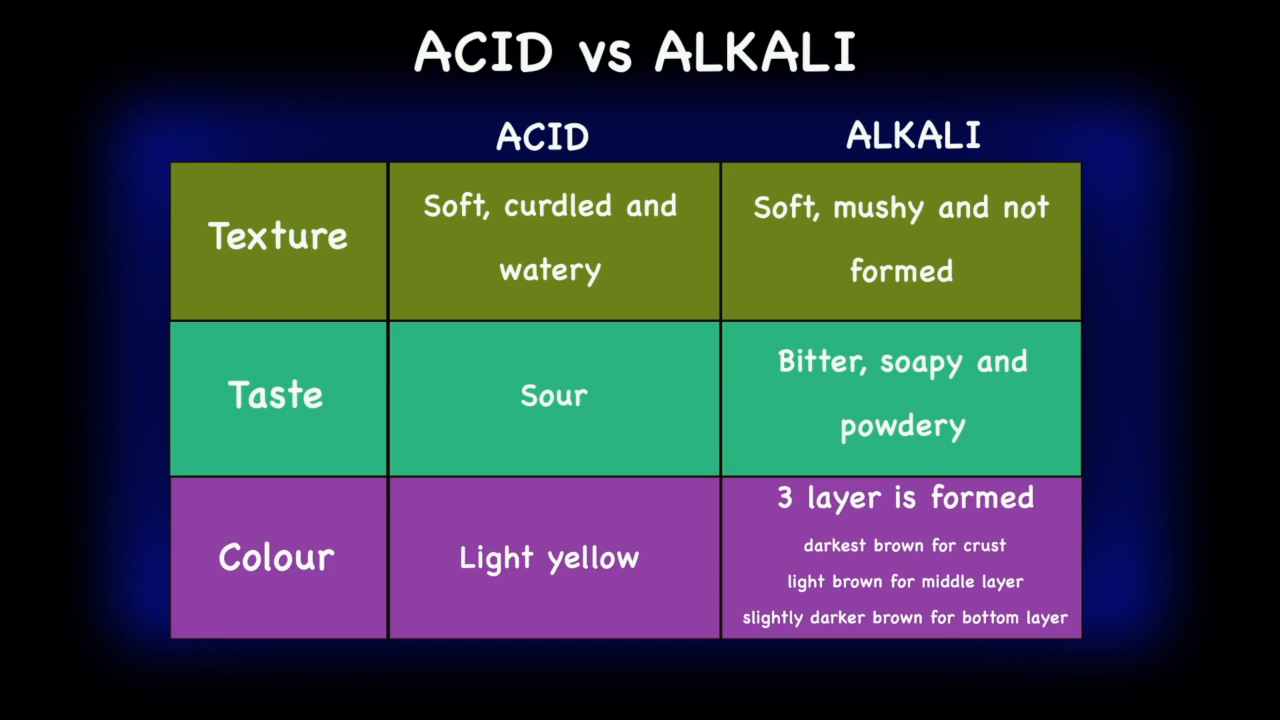 ACID vs ALKALI
ACID
ALKALI
Texture
Soft, curdled and
watery
Soft, mushy and not
formed
Taste
Sour
Bitter, soapy and
powdery
Colour
Light yellow
3 layer is formed
darkest brown for crust
light brown for middle layer
slightly darker brown for bottom layer